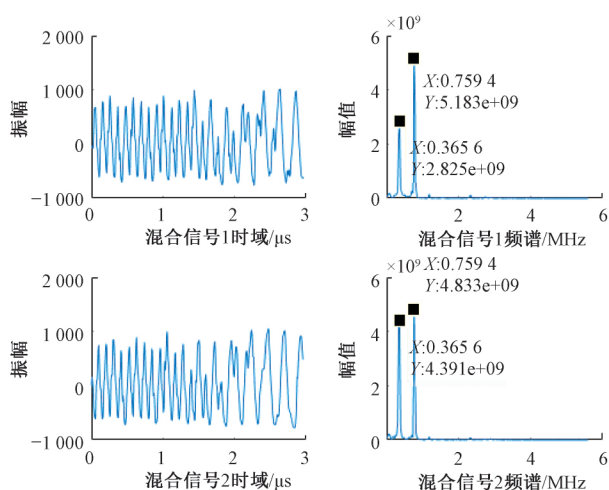 2 000
1 000
0
−1 000
振幅
0
1
2
3
混合信号1时域/μs
×10⁹
6
4
2
0
幅值
X:0.759 4
Y:5.183e+09
X:0.365 6
Y:2.825e+09
2
4
6
混合信号1频谱/MHz
2 000
1 000
0
−1 000
振幅
0
1
2
3
混合信号2时域/μs
×10⁹
6
4
2
0
幅值
X:0.759 4
Y:4.833e+09
X:0.365 6
Y:4.391e+09
2
4
6
混合信号2频谱/MHz